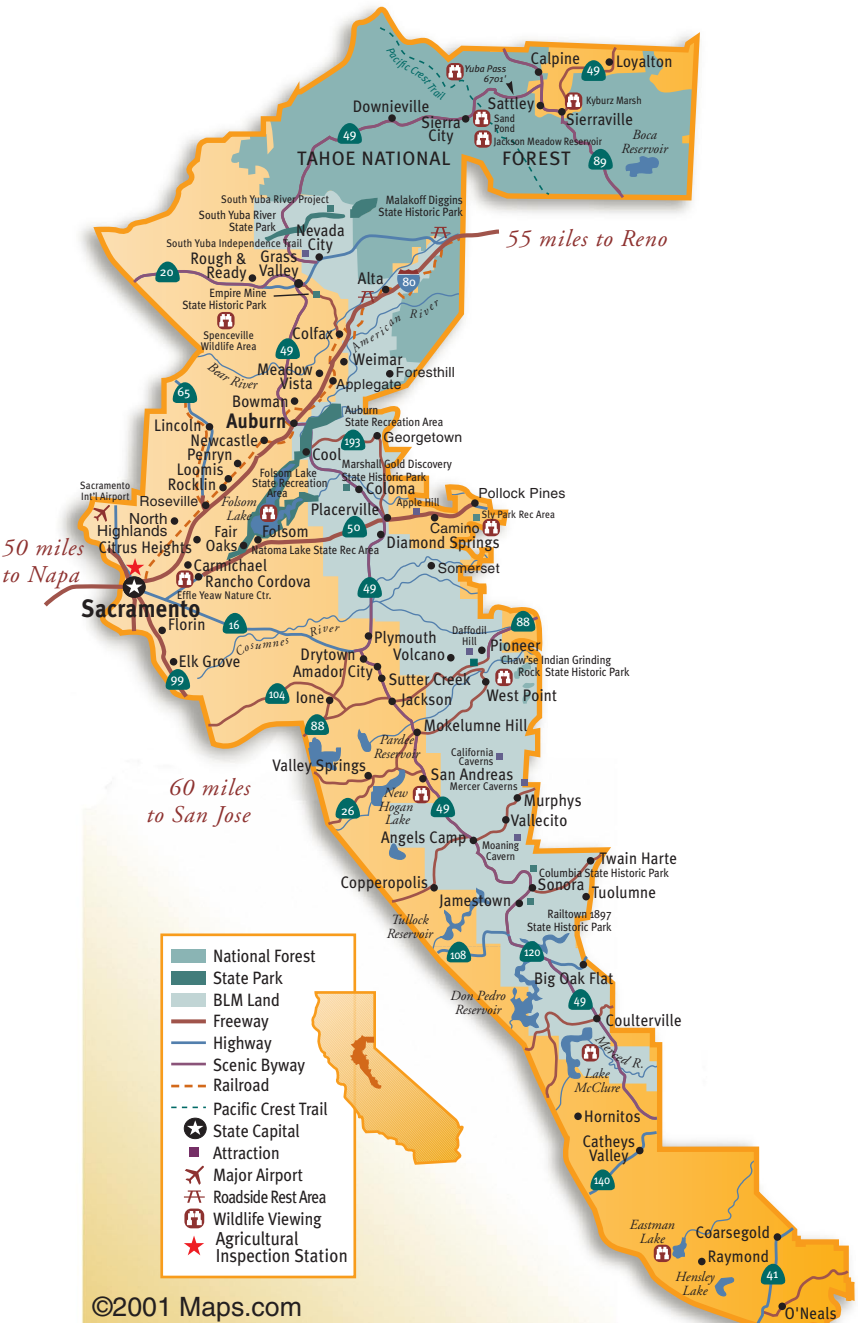 Pacific Crest
Trail
Yuba Pass
6701'
Calpine
49
Loyalton
Downieville
Sattley
Kyburz Marsh
Sierra
City
Sand
Pond
Sierraville
49
Jackson Meadow Reservoir
Boca
Reservoir
TAHOE NATIONAL FOREST
89
South Yuba River Project
Malakoff Diggins
State Historic Park
South Yuba River
State Park
Nevada
City
South Yuba Independence Trail
55 miles to Reno
Rough &
Ready
Grass
Valley
20
Alta
80
Empire Mine
State Historic Park
American River
Spenceville
Wildlife Area
Colfax
49
Weimar
Bear River
Meadow
Vista
Foresthill
Applegate
65
Bowman
Auburn
Auburn
State Recreation Area
Lincoln
Newcastle
193
Georgetown
Penryn
Cool
Loomis
Marshall Gold Discovery
State Historic Park
Rocklin
Folsom Lake
State Recreation
Area
Coloma
Sacramento
Int'l Airport
Roseville
Folsom
Lake
Apple Hill
Pollock Pines
Placerville
Sly Park Rec Area
North
Highlands
Fair
Oaks
Folsom
50
Camino
Citrus Heights
Natoma Lake State Rec Area
Diamond Springs
50 miles
to Napa
Carmichael
Somerset
Rancho Cordova
Effie Yeaw Nature Ctr.
49
Sacramento
Florin
16
Cosumnes River
88
Plymouth
Daffodil
Hill
Pioneer
Elk Grove
Drytown
Volcano
Chaw'se Indian Grinding
Rock State Historic Park
99
Amador City
Sutter Creek
104
Ione
Jackson
West Point
88
Mokelumne Hill
Pardee
Reservoir
California
Caverns
Valley Springs
San Andreas
60 miles
to San Jose
Mercer Caverns
New
Hogan
Lake
Murphys
26
49
Vallecito
Angels Camp
Moaning
Cavern
Twain Harte
Columbia State Historic Park
Copperopolis
Sonora
Tuolumne
Jamestown
Tullock
Reservoir
Railtown 1897
State Historic Park
108
120
Big Oak Flat
Don Pedro
Reservoir
49
Coulterville
Merced R.
Lake
McClure
Hornitos
Catheys
Valley
140
Eastman
Lake
Coarsegold
Raymond
Hensley
Lake
41
O'Neals
National Forest
State Park
BLM Land
Freeway
Highway
Scenic Byway
Railroad
Pacific Crest Trail
State Capital
Attraction
Major Airport
Roadside Rest Area
Wildlife Viewing
Agricultural
Inspection Station
©2001 Maps.com